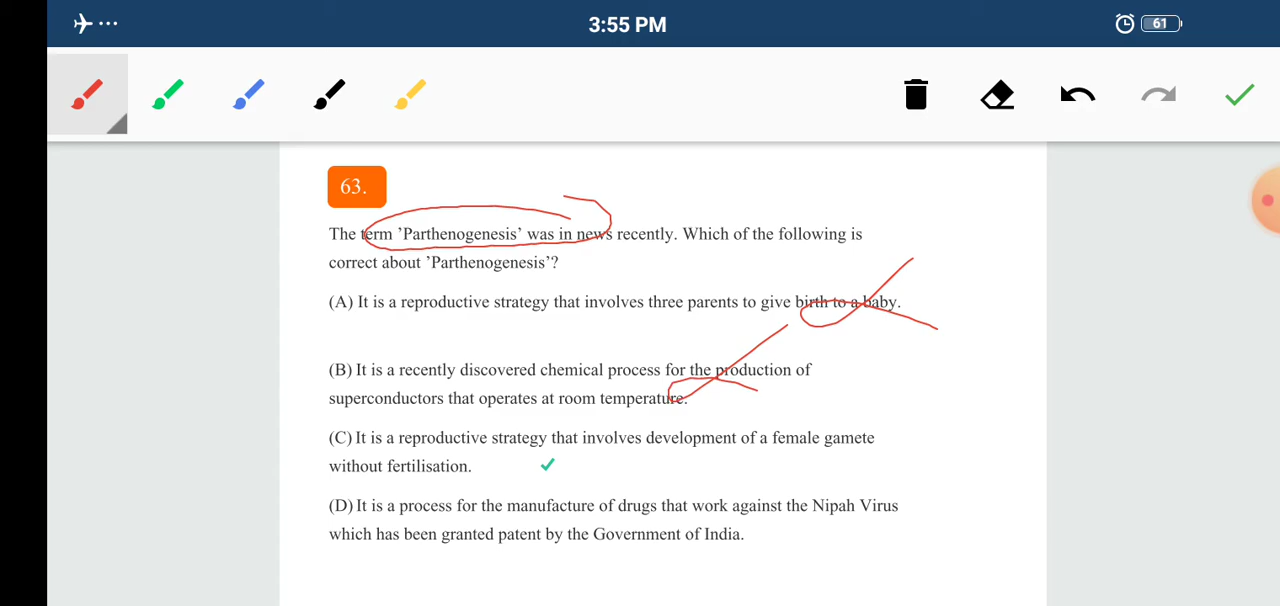 3:55 PM
61
63.
The term ’Parthenogenesis’ was in news recently. Which of the following is
correct about ’Parthenogenesis’?
(A) It is a reproductive strategy that involves three parents to give birth to a baby.
(B) It is a recently discovered chemical process for the production of
superconductors that operates at room temperature.
(C) It is a reproductive strategy that involves development of a female gamete
without fertilisation.
(D) It is a process for the manufacture of drugs that work against the Nipah Virus
which has been granted patent by the Government of India.